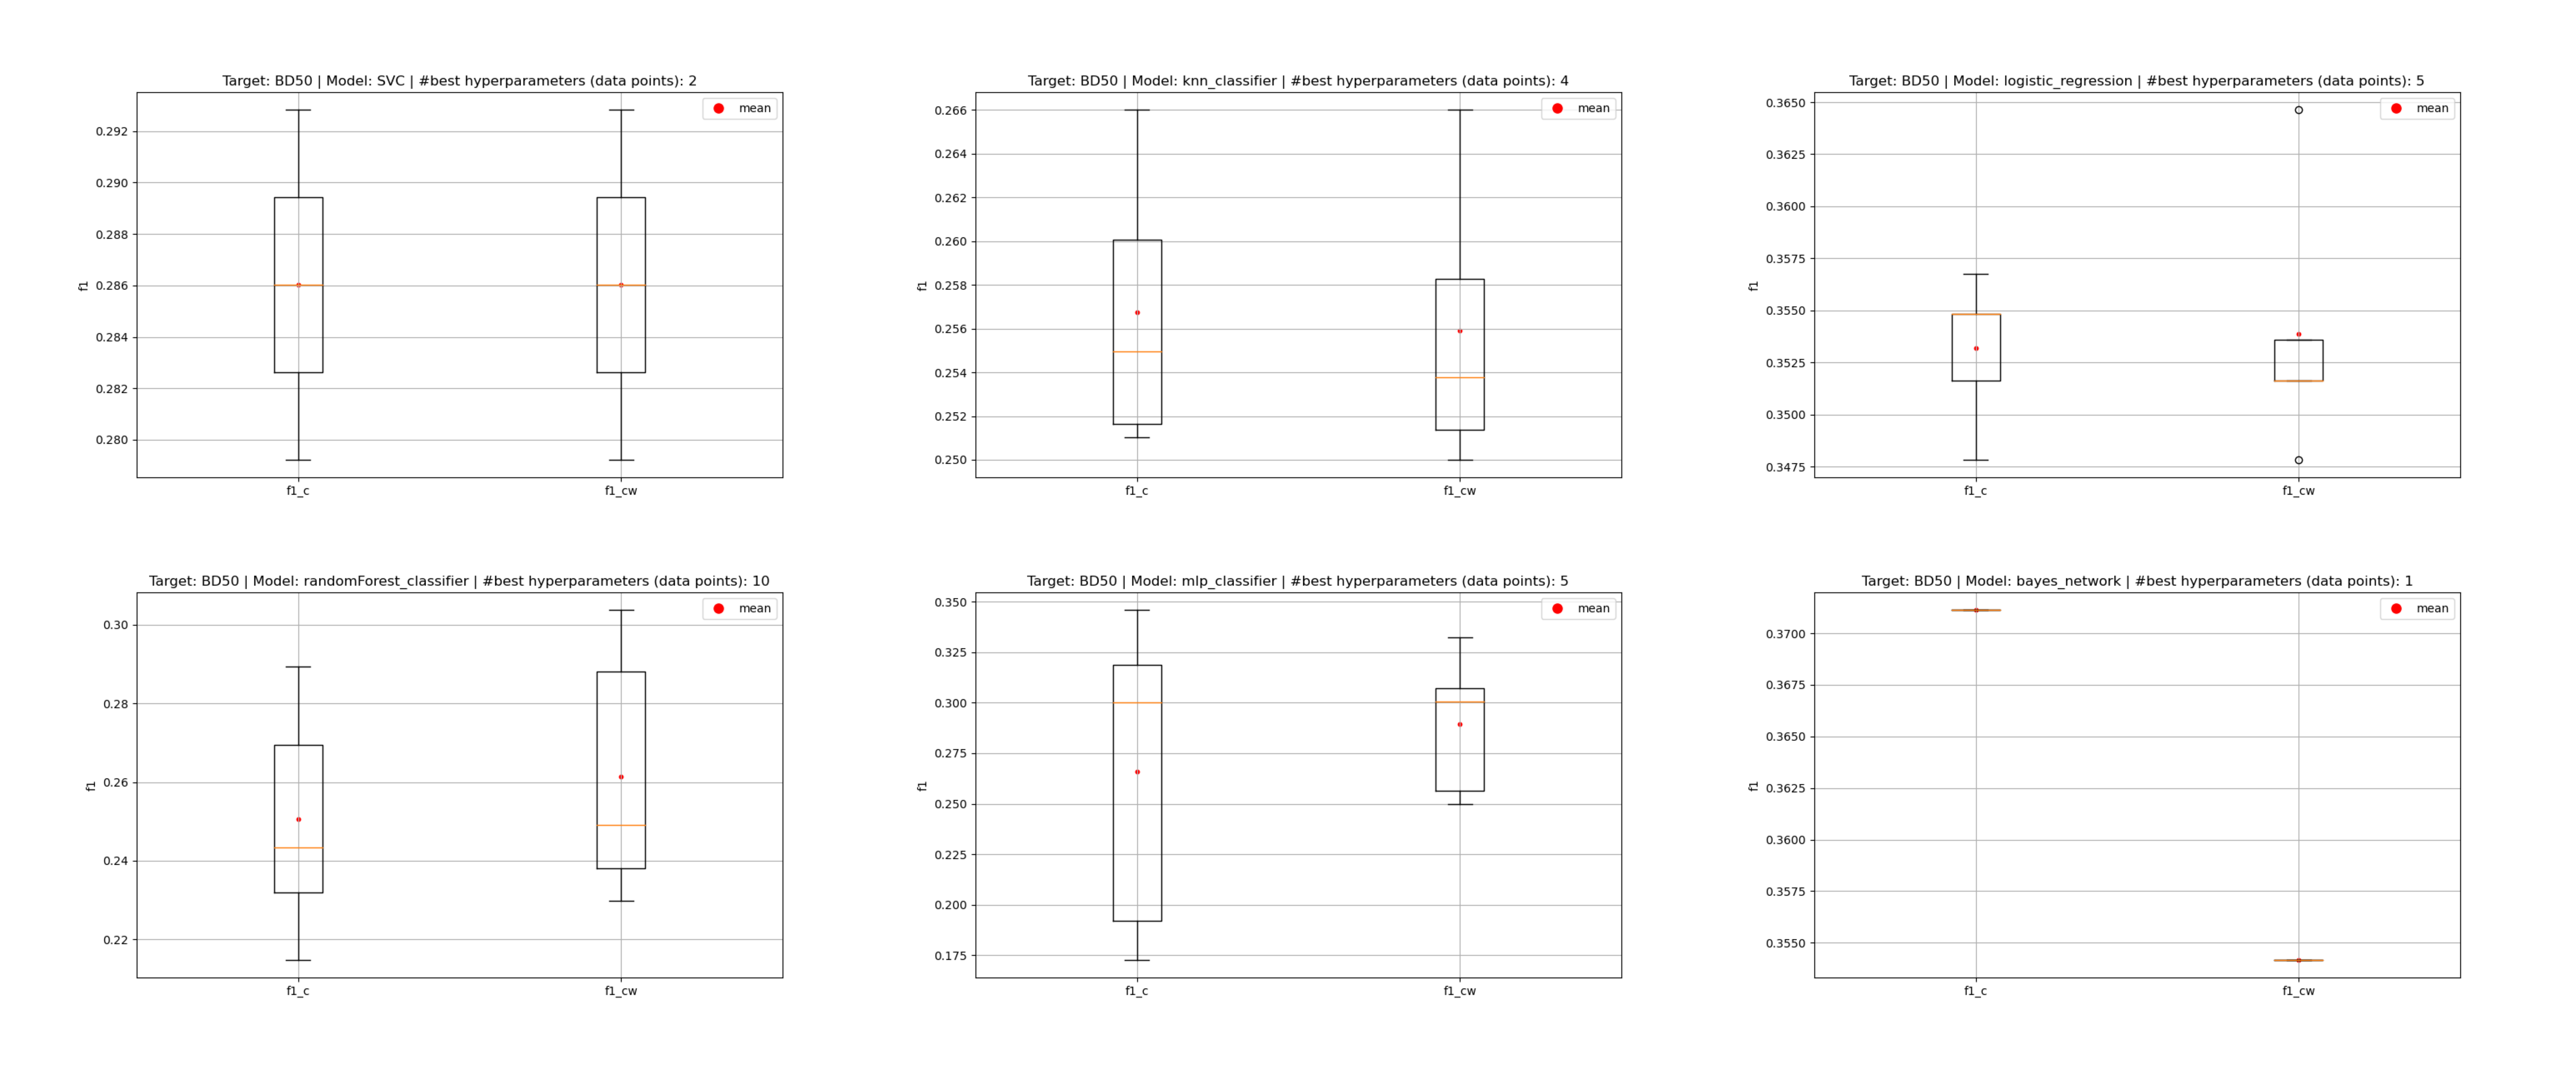 Target: BD50 | Model: SVC | #best hyperparameters (data points): 2
mean
0.292
0.290
0.288
0.286
0.284
0.282
0.280
f1
f1_c
f1_cw
Target: BD50 | Model: knn_classifier | #best hyperparameters (data points): 4
mean
0.266
0.264
0.262
0.260
0.258
0.256
0.254
0.252
0.250
f1
f1_c
f1_cw
Target: BD50 | Model: logistic_regression | #best hyperparameters (data points): 5
mean
0.3650
0.3625
0.3600
0.3575
0.3550
0.3525
0.3500
0.3475
f1
f1_c
f1_cw
Target: BD50 | Model: randomForest_classifier | #best hyperparameters (data points): 10
mean
0.30
0.28
0.26
0.24
0.22
f1
f1_c
f1_cw
Target: BD50 | Model: mlp_classifier | #best hyperparameters (data points): 5
mean
0.350
0.325
0.300
0.275
0.250
0.225
0.200
0.175
f1
f1_c
f1_cw
Target: BD50 | Model: bayes_network | #best hyperparameters (data points): 1
mean
0.3700
0.3675
0.3650
0.3625
0.3600
0.3575
0.3550
f1
f1_c
f1_cw